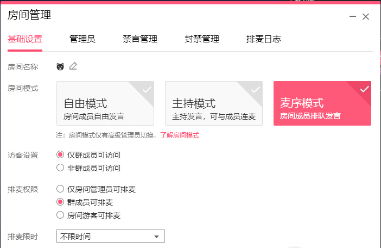 房间管理
基础设置 管理员 禁言管理 封禁管理 排麦日志
房间名称
房间模式
自由模式 主持模式 麦序模式
房间成员自由发言 主持发言，可与成员连麦 房间成员排队发言
注：房间模式仅有超级管理员切换，了解房间模式
访客设置 仅群成员可访问
非群成员可访问
排麦权限 仅房间管理员可排麦
群成员可排麦
房间游客可排麦
排麦限时 不限时间